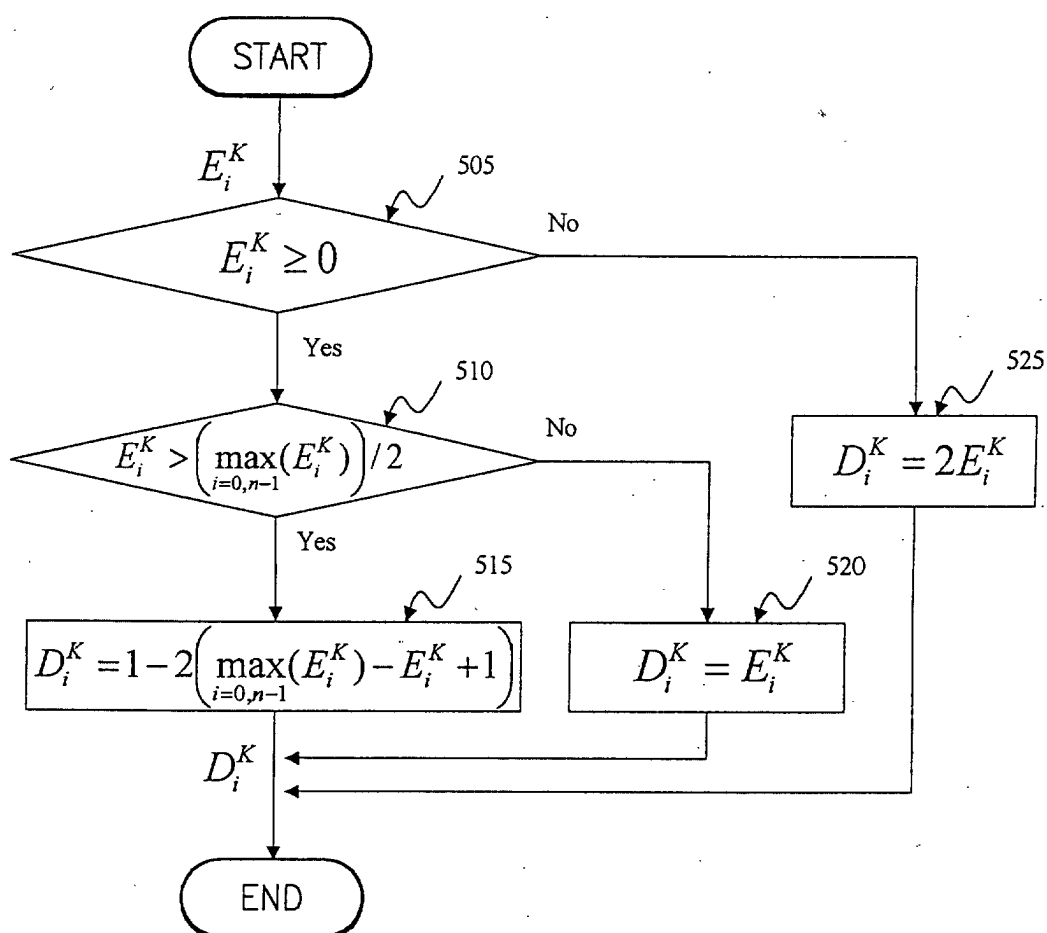 START
E_i^K
505
E_i^K ≥ 0
No
Yes
510
E_i^K > (max_{i=0,n−1}(E_i^K))/2
No
525
D_i^K = 2E_i^K
Yes
515
D_i^K = 1−2(max_{i=0,n−1}(E_i^K)−E_i^K+1)
520
D_i^K = E_i^K
D_i^K
END